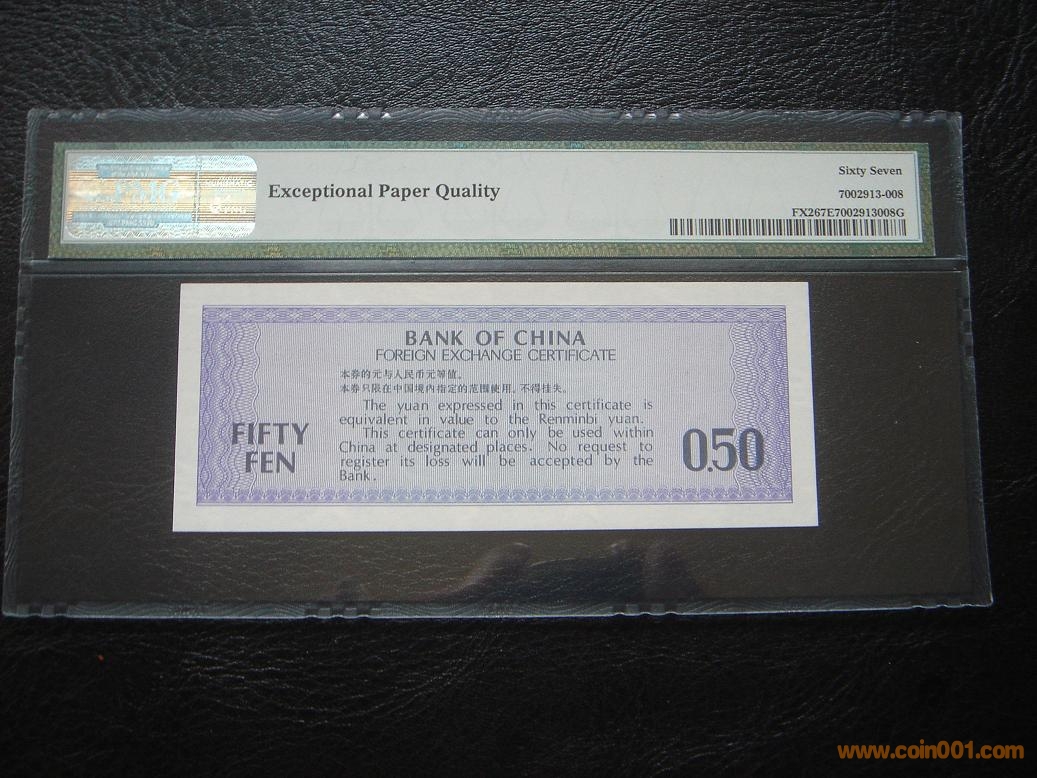 Sixty Seven
Exceptional Paper Quality
7002913-008
FX267E7002913008G
BANK OF CHINA
FOREIGN EXCHANGE CERTIFICATE
本券的元与人民币元等值。
本券只限在中国境内指定的范围使用，不得挂失。
The yuan expressed in this certificate is
equivalent in value to the Renminbi yuan.
This certificate can only be used within
China at designated places. No request to
register its loss will be accepted by the
Bank.
FIFTY
FEN
0.50
www.coin001.com